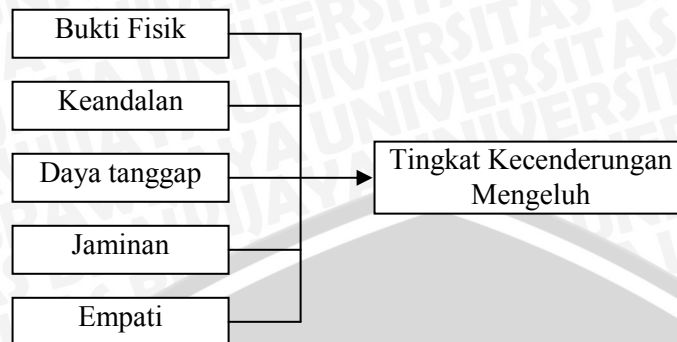 Bukti Fisik
Keandalan
Daya tanggap
Jaminan
Empati
Tingkat Kecenderungan
Mengeluh